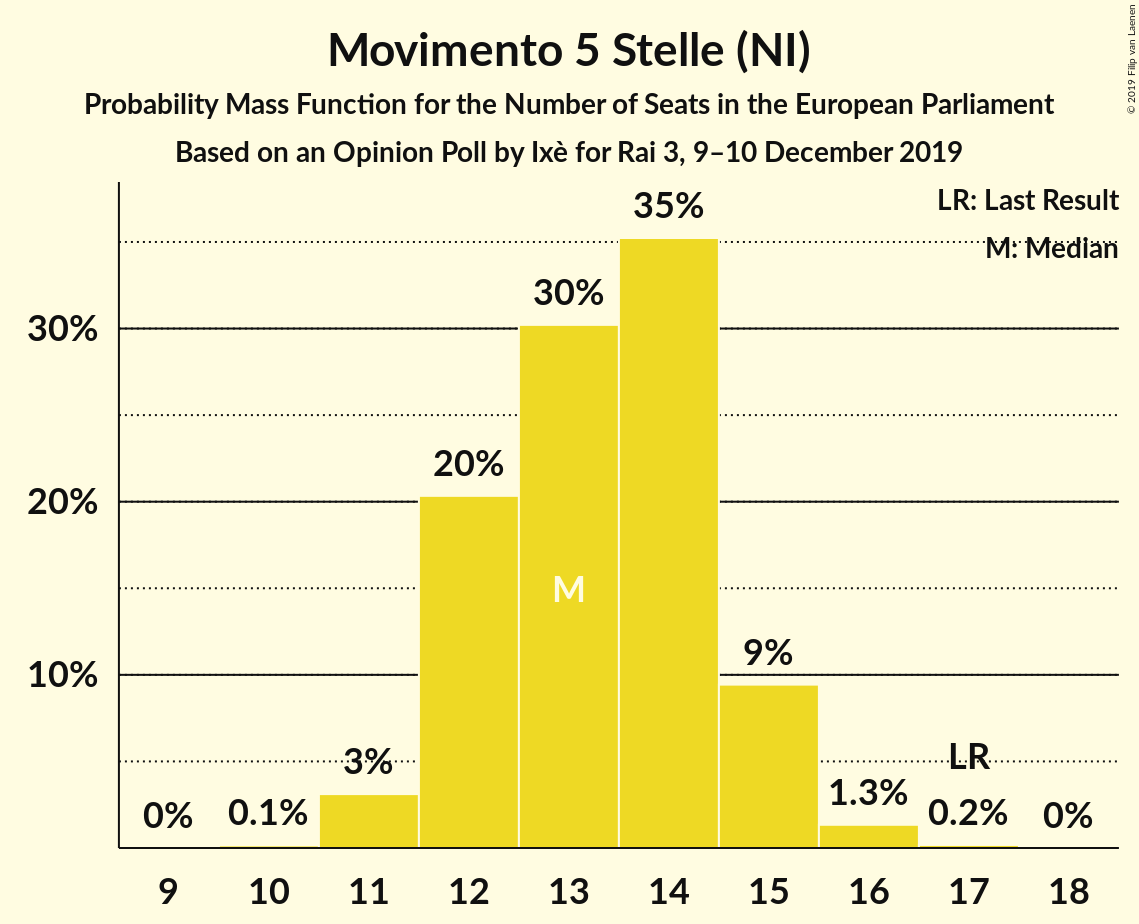 Movimento 5 Stelle (NI)
Probability Mass Function for the Number of Seats in the European Parliament
Based on an Opinion Poll by Ixè for Rai 3, 9–10 December 2019
© 2019 Filip van Laenen
LR: Last Result
M: Median
30%
20%
10%
0%
0.1%
3%
20%
30%
35%
9%
1.3%
0.2%
0%
M
LR
9 10 11 12 13 14 15 16 17 18